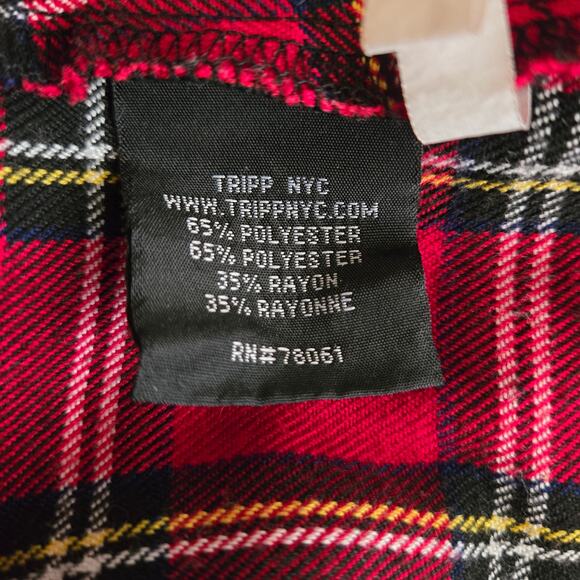 TRIPP NYC
WWW.TRIPPNYC.COM
65% POLYESTER
65% POLYESTER
35% RAYON
35% RAYONNE
RN#78061